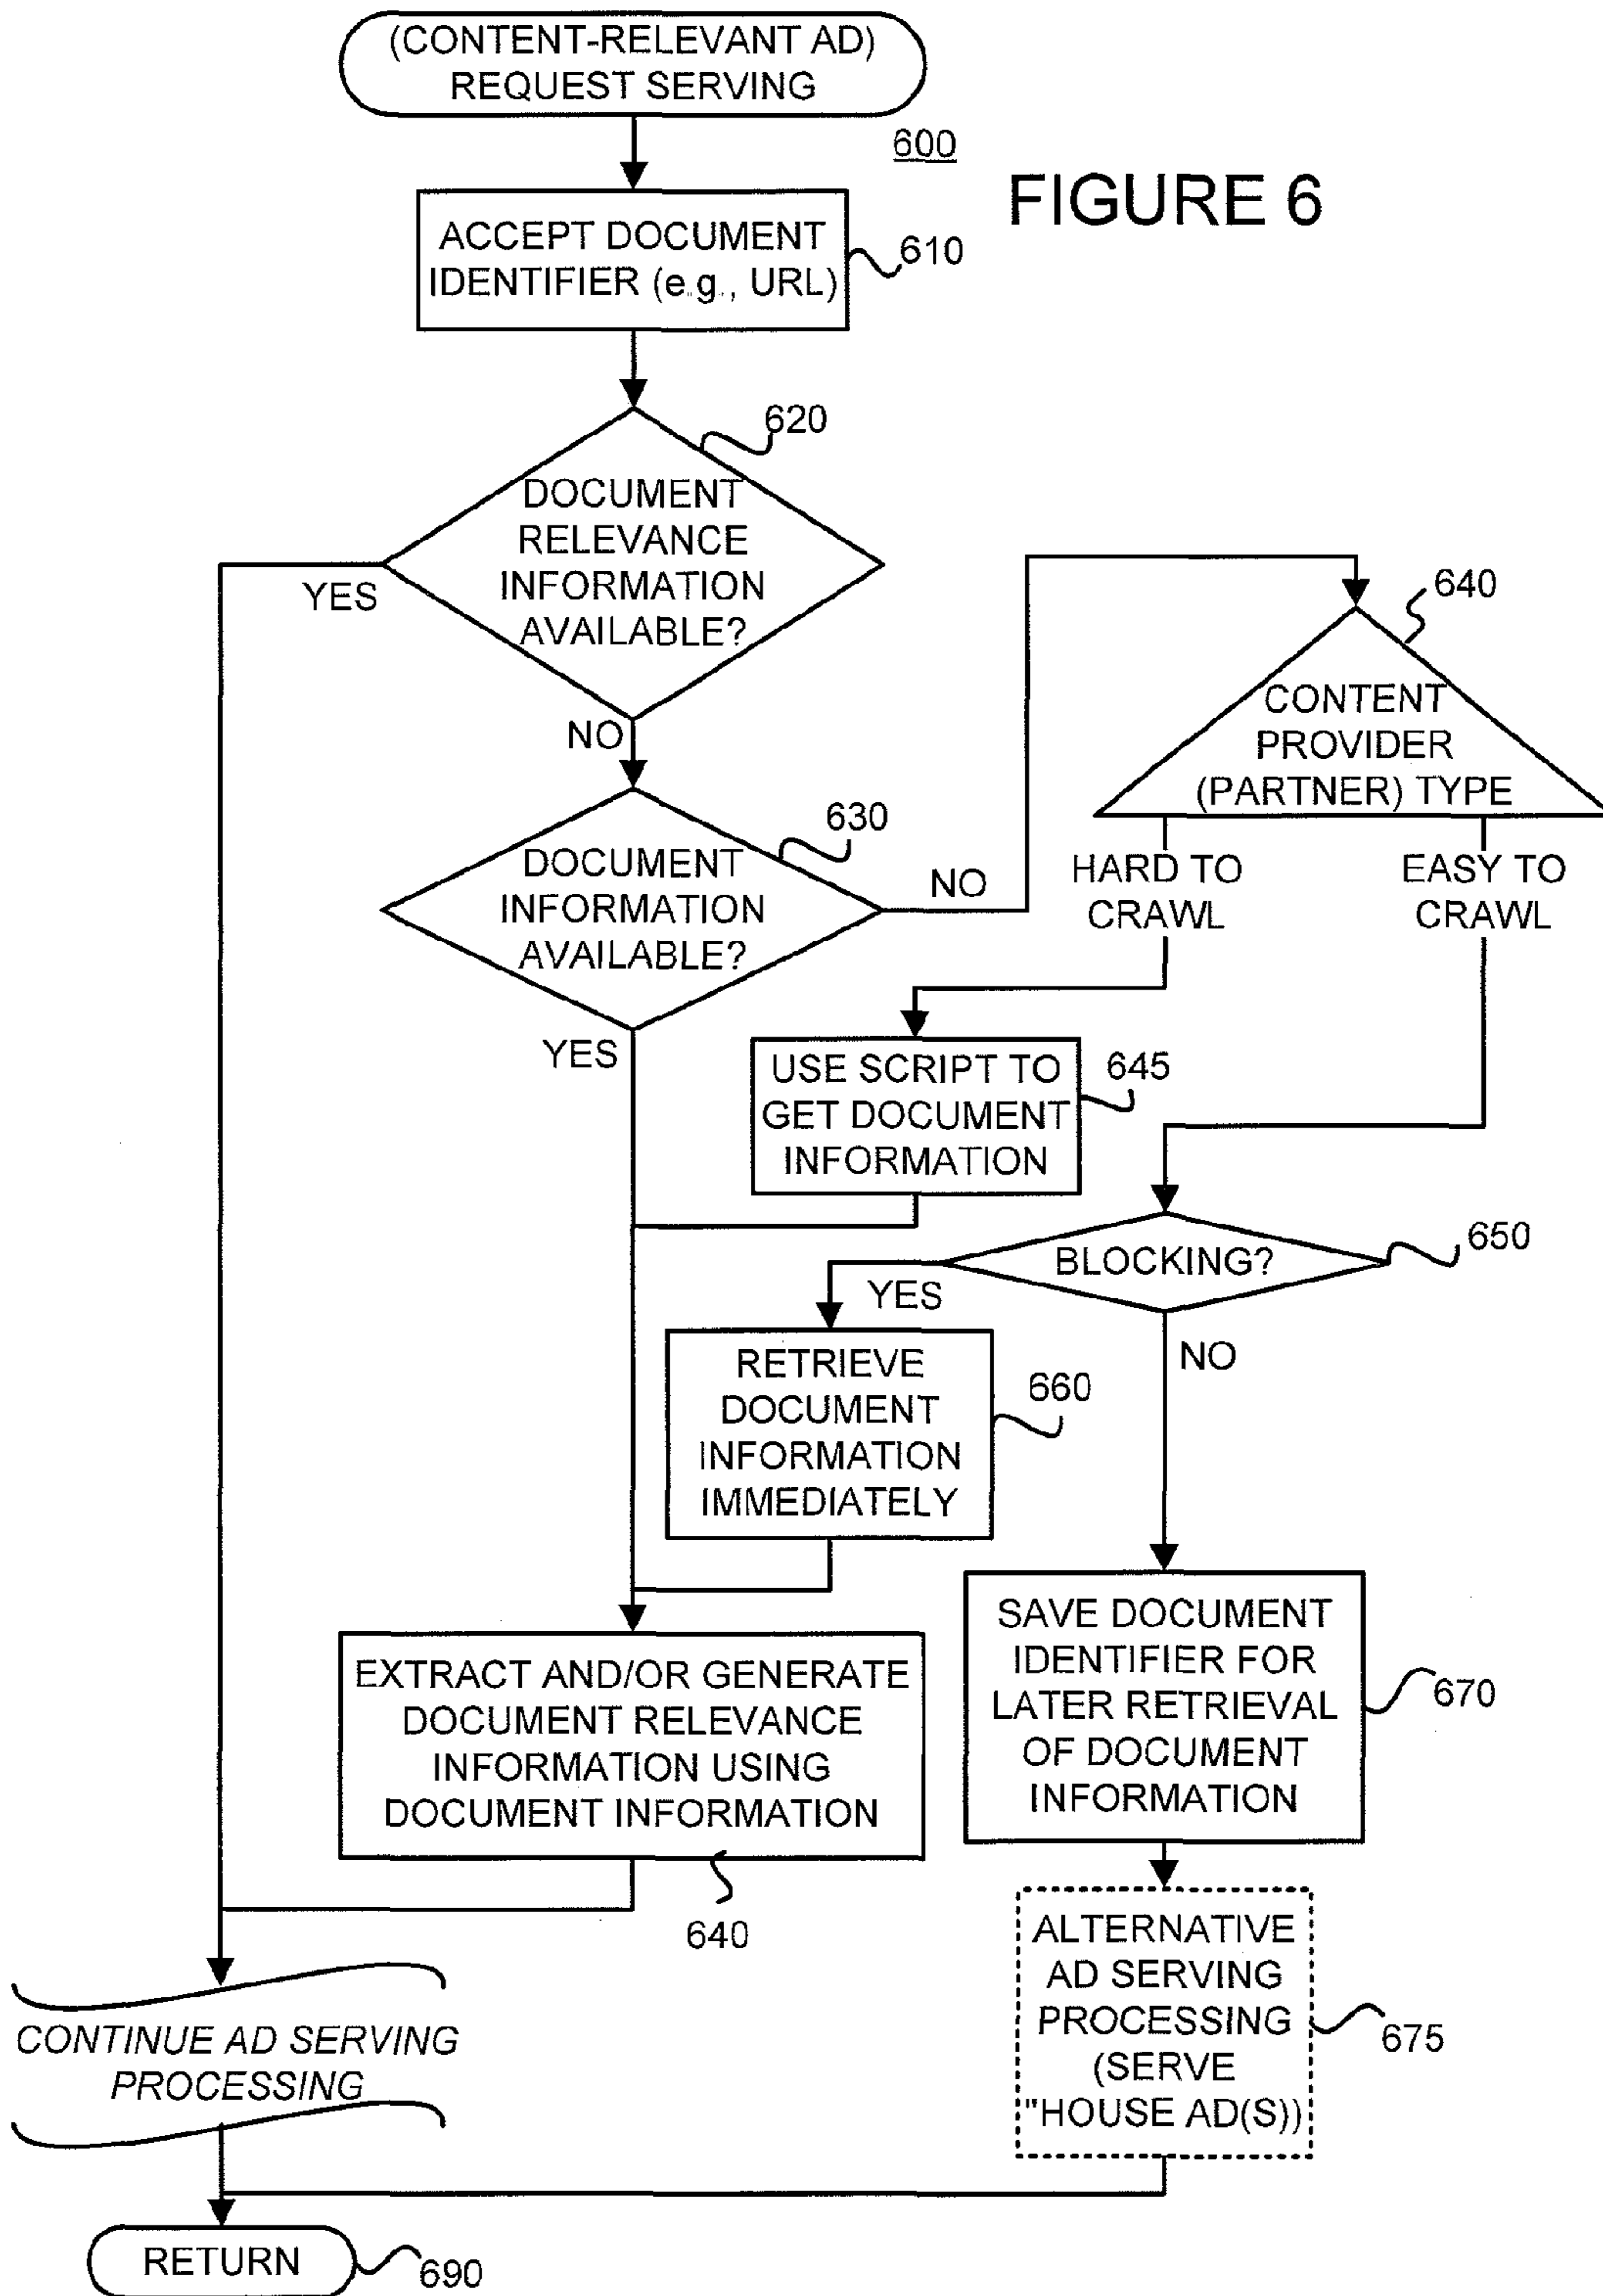 (CONTENT-RELEVANT AD)
REQUEST SERVING
600
FIGURE 6
ACCEPT DOCUMENT
IDENTIFIER (e.g., URL)
610
620
DOCUMENT
RELEVANCE
INFORMATION
AVAILABLE?
YES
NO
640
CONTENT
PROVIDER
(PARTNER) TYPE
630
DOCUMENT
INFORMATION
AVAILABLE?
NO
YES
HARD TO
CRAWL
EASY TO
CRAWL
USE SCRIPT TO
GET DOCUMENT
INFORMATION
645
BLOCKING?
650
YES
NO
RETRIEVE
DOCUMENT
INFORMATION
IMMEDIATELY
660
EXTRACT AND/OR GENERATE
DOCUMENT RELEVANCE
INFORMATION USING
DOCUMENT INFORMATION
640
SAVE DOCUMENT
IDENTIFIER FOR
LATER RETRIEVAL
OF DOCUMENT
INFORMATION
670
ALTERNATIVE
AD SERVING
PROCESSING
(SERVE
"HOUSE AD(S))
675
CONTINUE AD SERVING
PROCESSING
RETURN
690